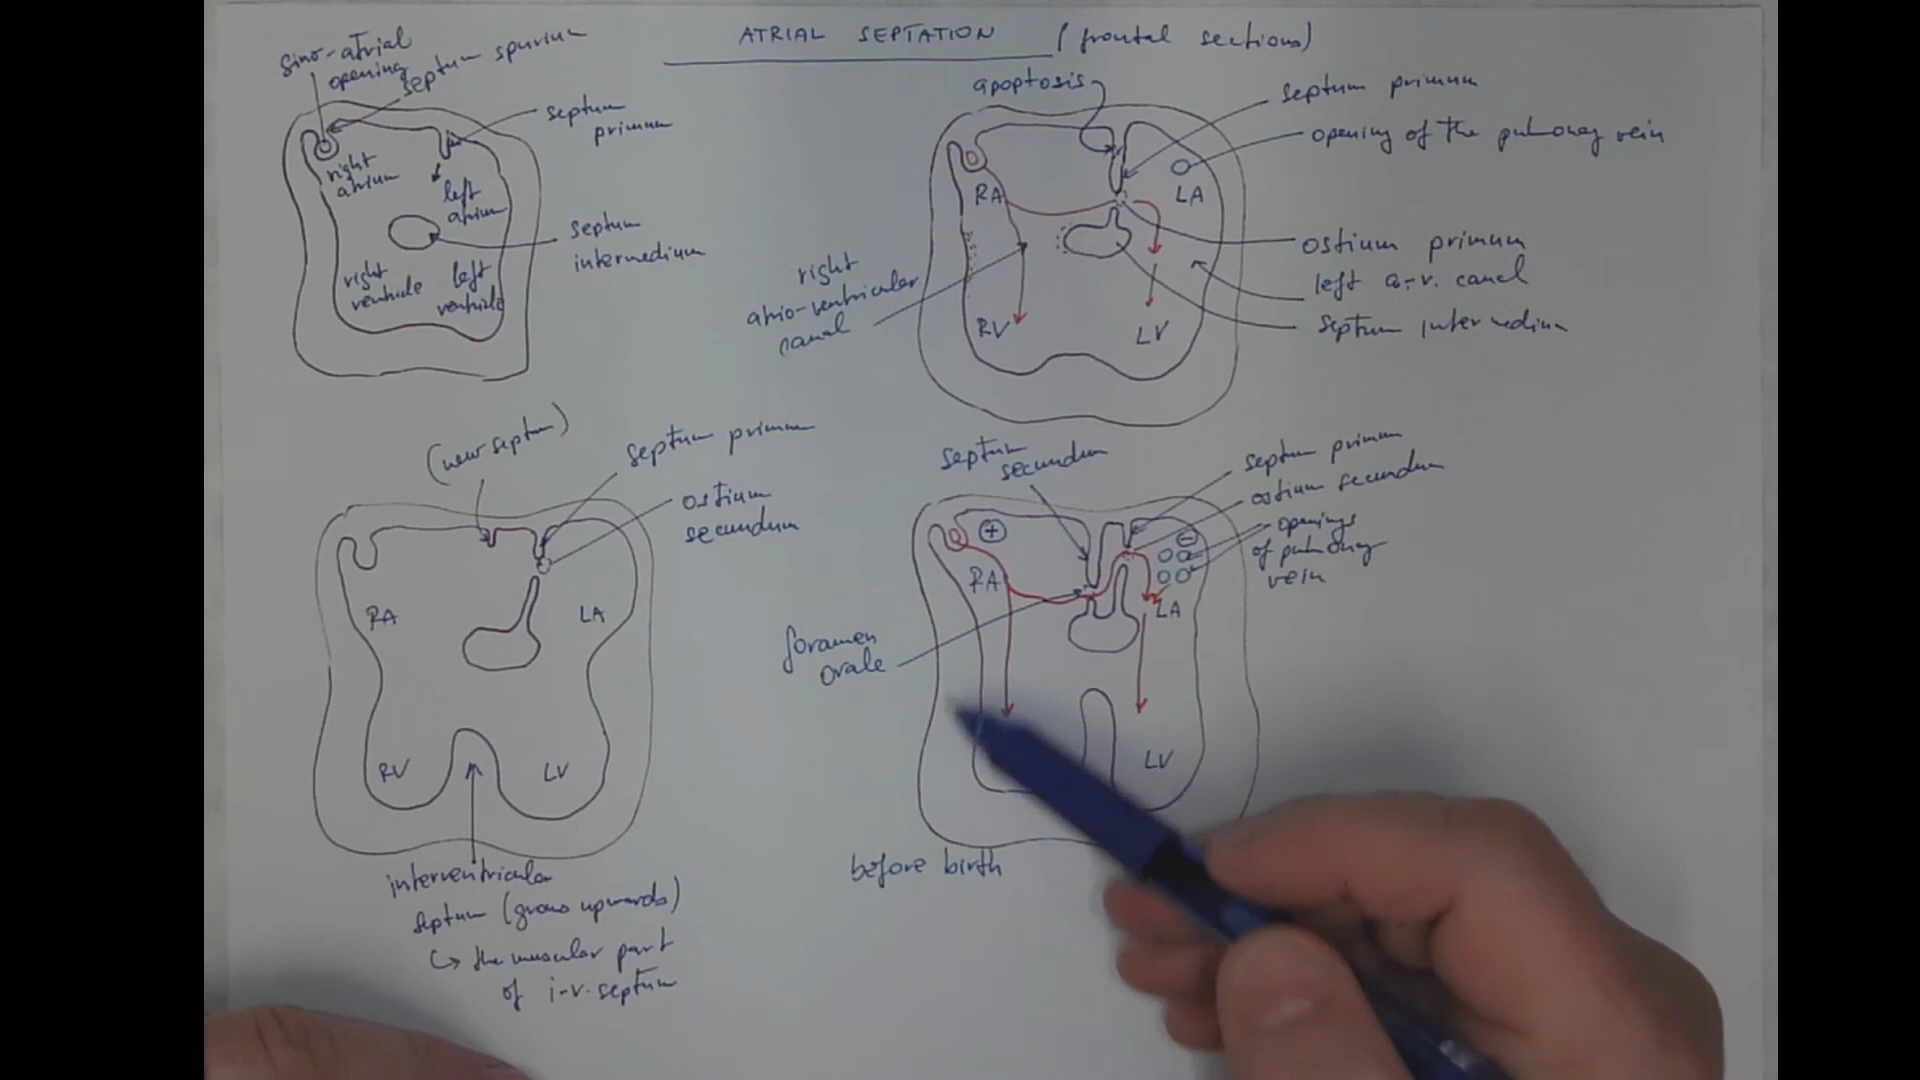 ATRIAL SEPTATION (frontal sections)
sino-atrial
opening
septum spurium
septum
primum
right
atrium
left
atrium
septum
intermedium
right
ventricle
left
ventricle
apoptosis
septum primum
opening of the pulmonary vein
RA
LA
ostium primum
left a-v. canal
septum intermedium
right
atrio-ventricular
canal
RV
LV
(new septum)
septum primum
ostium
secundum
RA
LA
RV
LV
interventricular
septum (grows upwards)
↳ the muscular part
of i-v. septum
septum
secundum
septum primum
ostium secundum
openings
of pulmonary
vein
+
−
RA
LA
foramen
ovale
LV
before birth